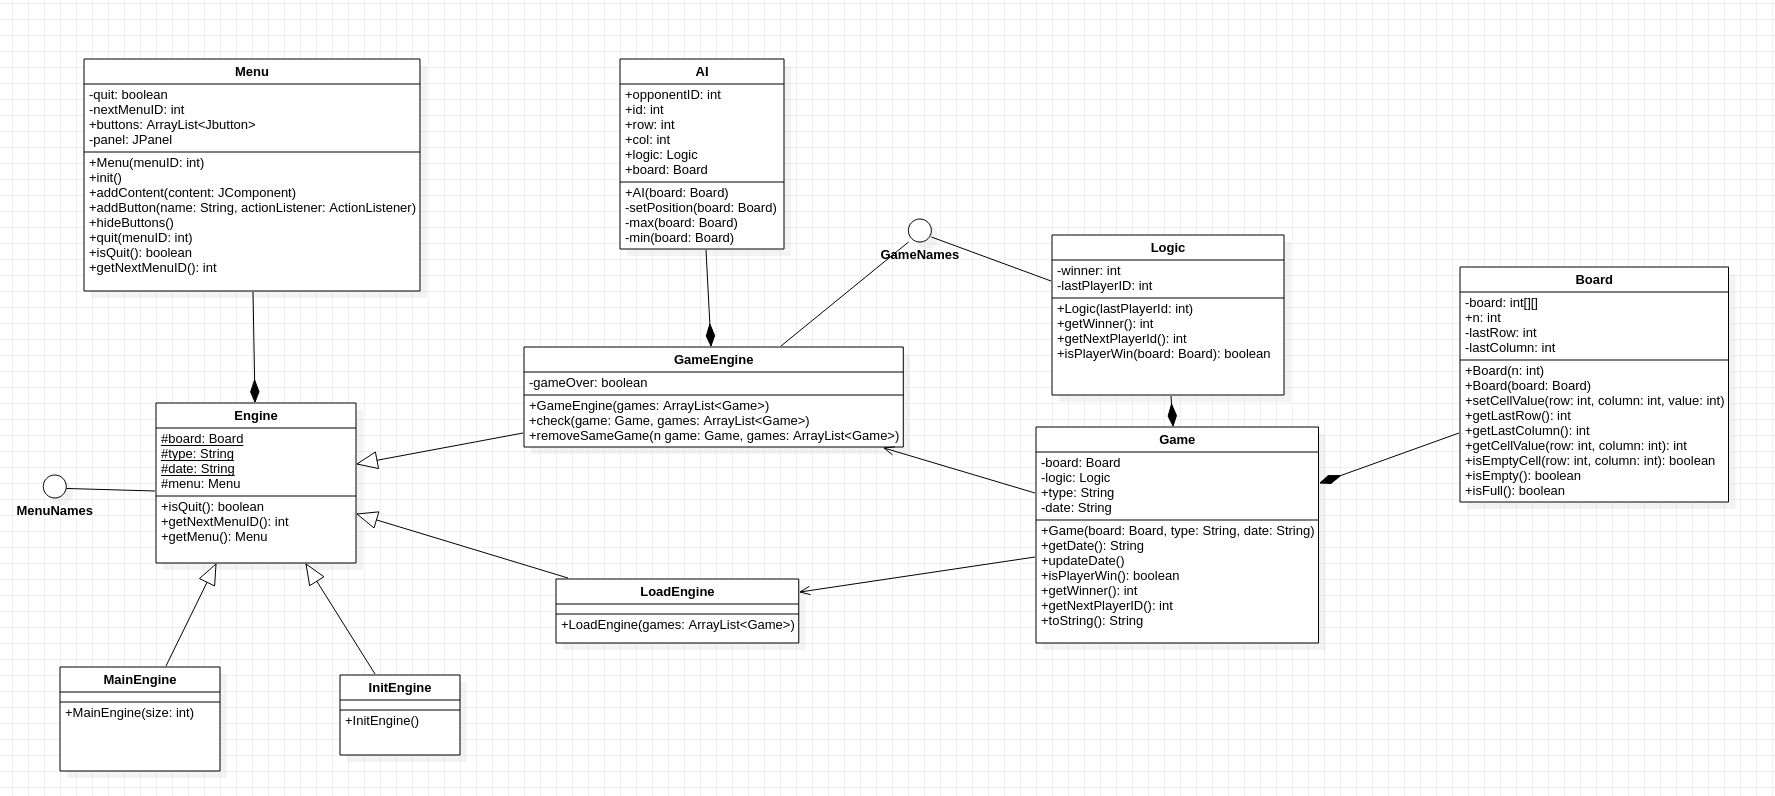 Menu
-quit: boolean
-nextMenuID: int
+buttons: ArrayList<Jbutton>
-panel: JPanel
+Menu(menuID: int)
+init()
+addContent(content: JComponent)
+addButton(name: String, actionListener: ActionListener)
+hideButtons()
+quit(menuID: int)
+isQuit(): boolean
+getNextMenuID(): int
AI
+opponentID: int
+id: int
+row: int
+col: int
+logic: Logic
+board: Board
+AI(board: Board)
-setPosition(board: Board)
-max(board: Board)
-min(board: Board)
GameNames
Logic
-winner: int
-lastPlayerID: int
+Logic(lastPlayerId: int)
+getWinner(): int
+getNextPlayerId(): int
+isPlayerWin(board: Board): boolean
Board
-board: int[][]
+n: int
-lastRow: int
-lastColumn: int
+Board(n: int)
+Board(board: Board)
+setCellValue(row: int, column: int, value: int)
+getLastRow(): int
+getLastColumn(): int
+getCellValue(row: int, column: int): int
+isEmptyCell(row: int, column: int): boolean
+isEmpty(): boolean
+isFull(): boolean
GameEngine
-gameOver: boolean
+GameEngine(games: ArrayList<Game>)
+check(game: Game, games: ArrayList<Game>)
+removeSameGame(n game: Game, games: ArrayList<Game>)
Engine
#board: Board
#type: String
#date: String
#menu: Menu
+isQuit(): boolean
+getNextMenuID(): int
+getMenu(): Menu
MenuNames
Game
-board: Board
-logic: Logic
+type: String
-date: String
+Game(board: Board, type: String, date: String)
+getDate(): String
+updateDate()
+isPlayerWin(): boolean
+getWinner(): int
+getNextPlayerID(): int
+toString(): String
LoadEngine
+LoadEngine(games: ArrayList<Game>)
MainEngine
+MainEngine(size: int)
InitEngine
+InitEngine()